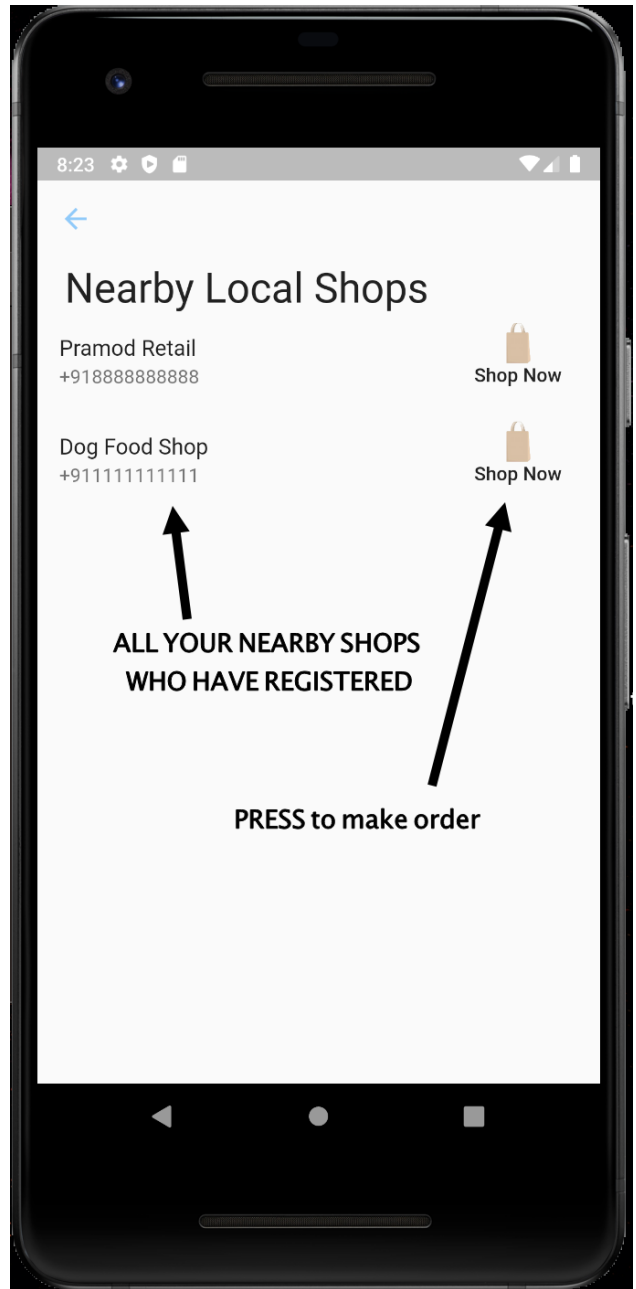 8:23
Nearby Local Shops
Pramod Retail
+918888888888
Shop Now
Dog Food Shop
+911111111111
Shop Now
ALL YOUR NEARBY SHOPS
WHO HAVE REGISTERED
PRESS to make order